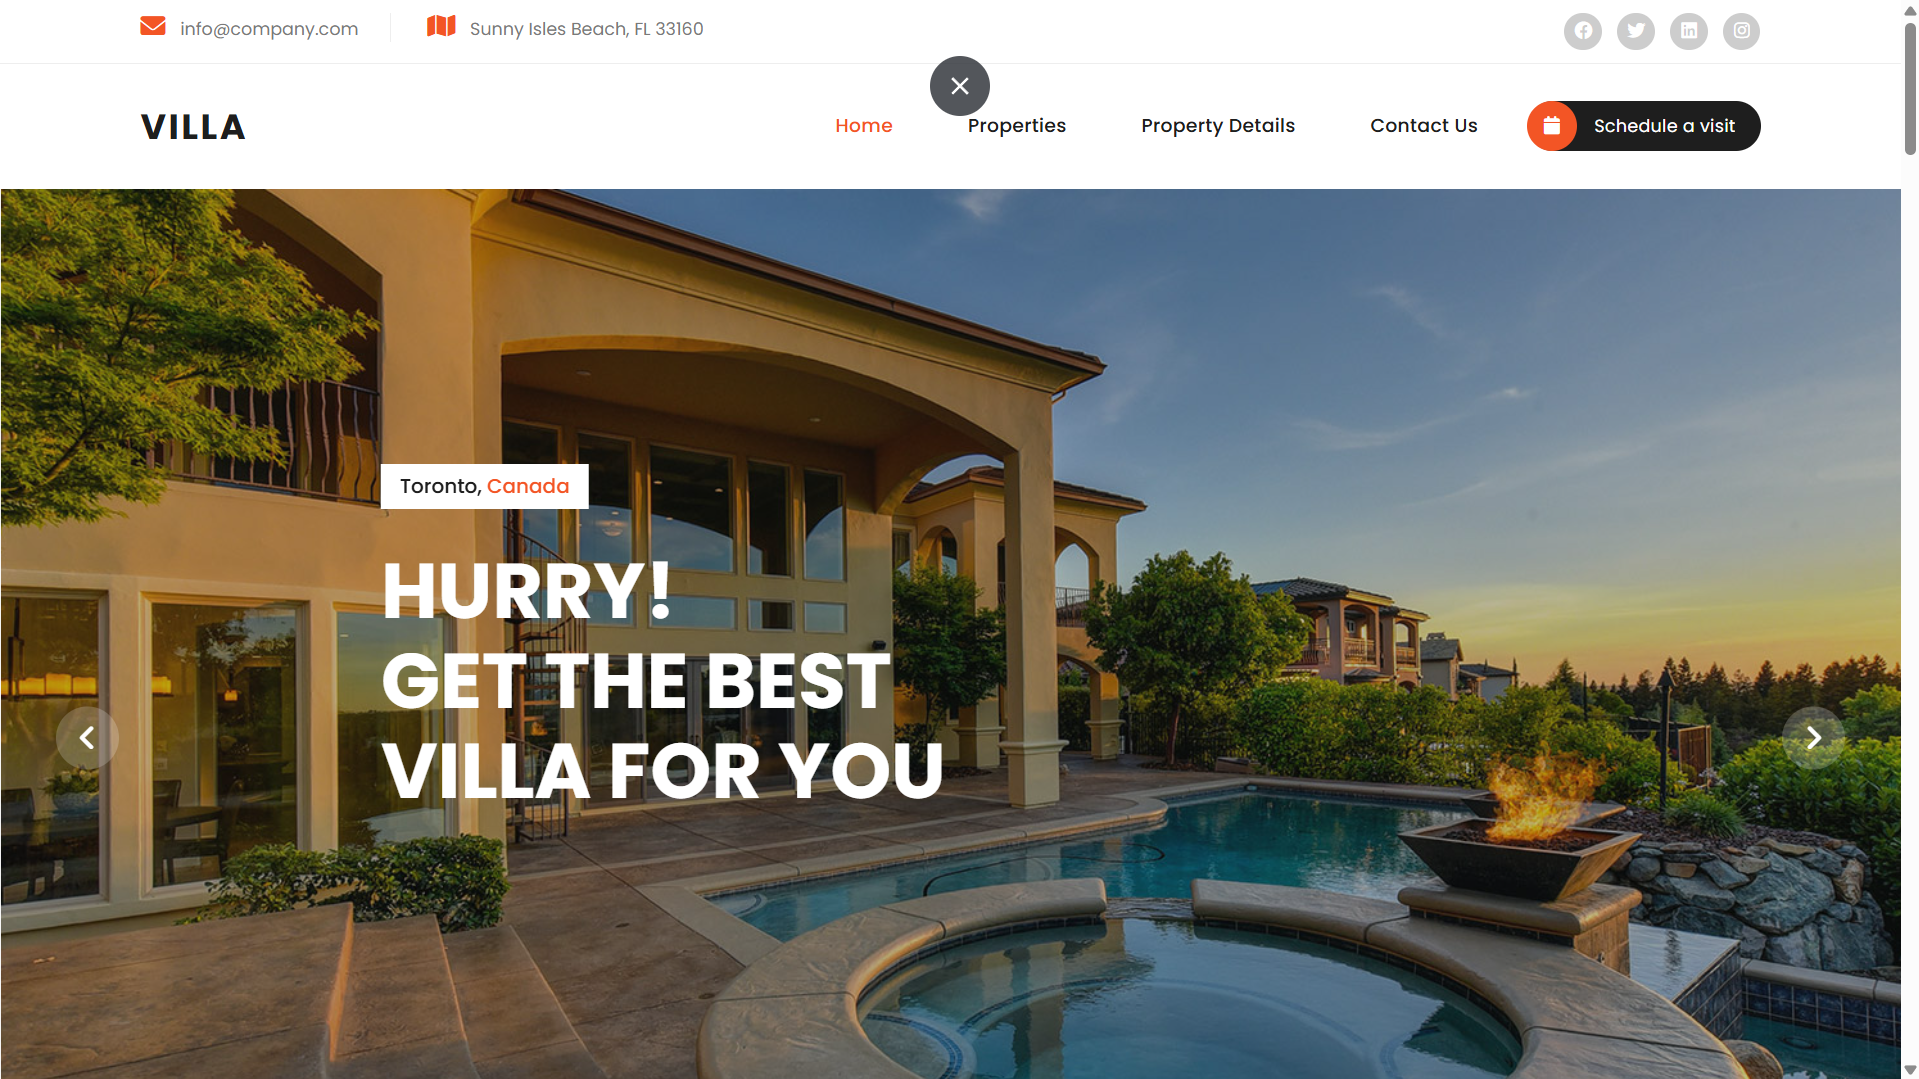 info@company.com
Sunny Isles Beach, FL 33160
VILLA
Home
Properties
Property Details
Contact Us
Schedule a visit
Toronto, Canada
HURRY!
GET THE BEST
VILLA FOR YOU